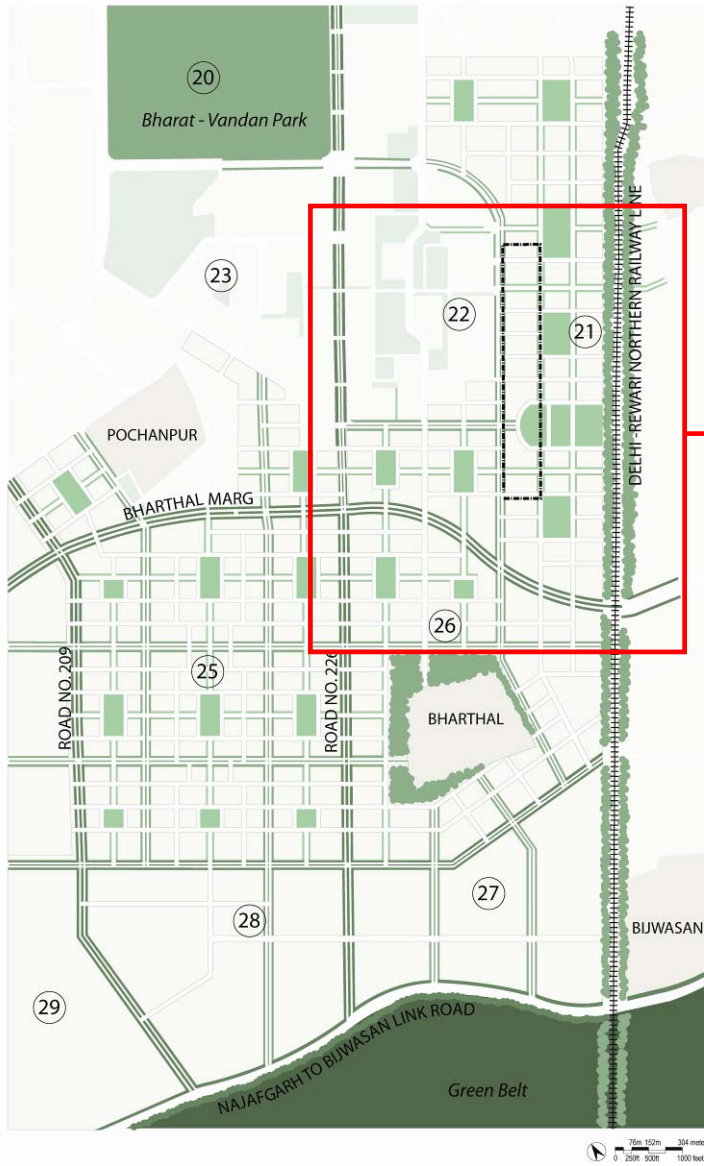 20
Bharat - Vandan Park
DELHI -REWARI NORTHERN RAILWAY LINE
23
22
21
POCHANPUR
BHARTHAL MARG
26
25
ROAD NO. 209
ROAD NO. 226
BHARTHAL
27
28
BIJWASAN
29
NAJAFGARH TO BIJWASAN LINK ROAD
Green Belt
76m 152m 304 mete
0 250ft 500ft 1000 feet